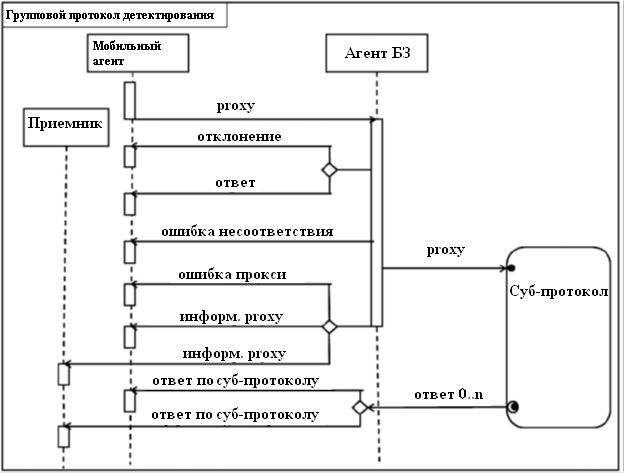 Групповой протокол детектирования
Мобильный
агент
Агент БЗ
Приемник
proxy
отклонение
ответ
ошибка несоответствия
proxy
ошибка прокси
Суб-протокол
информ. proxy
информ. proxy
ответ по суб-протоколу
ответ 0..n
ответ по суб-протоколу